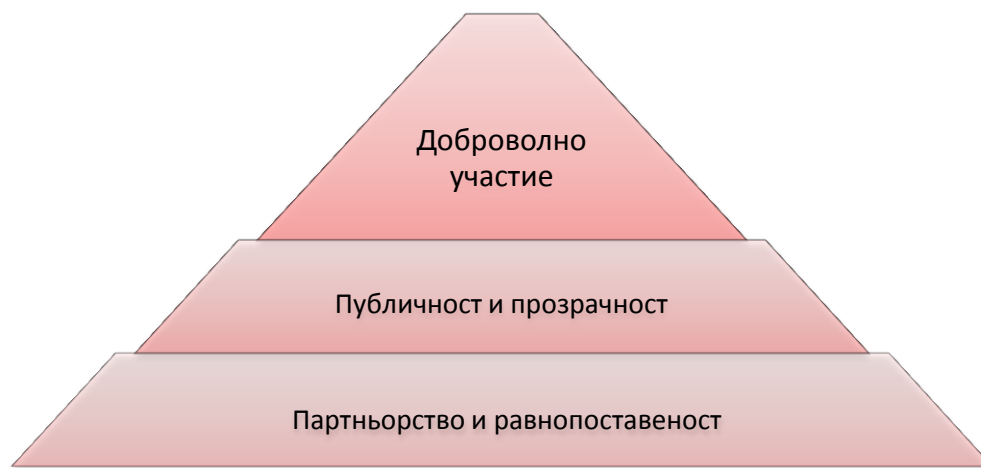 Доброволно
участие
Публичност и прозрачност
Партньорство и равнопоставеност